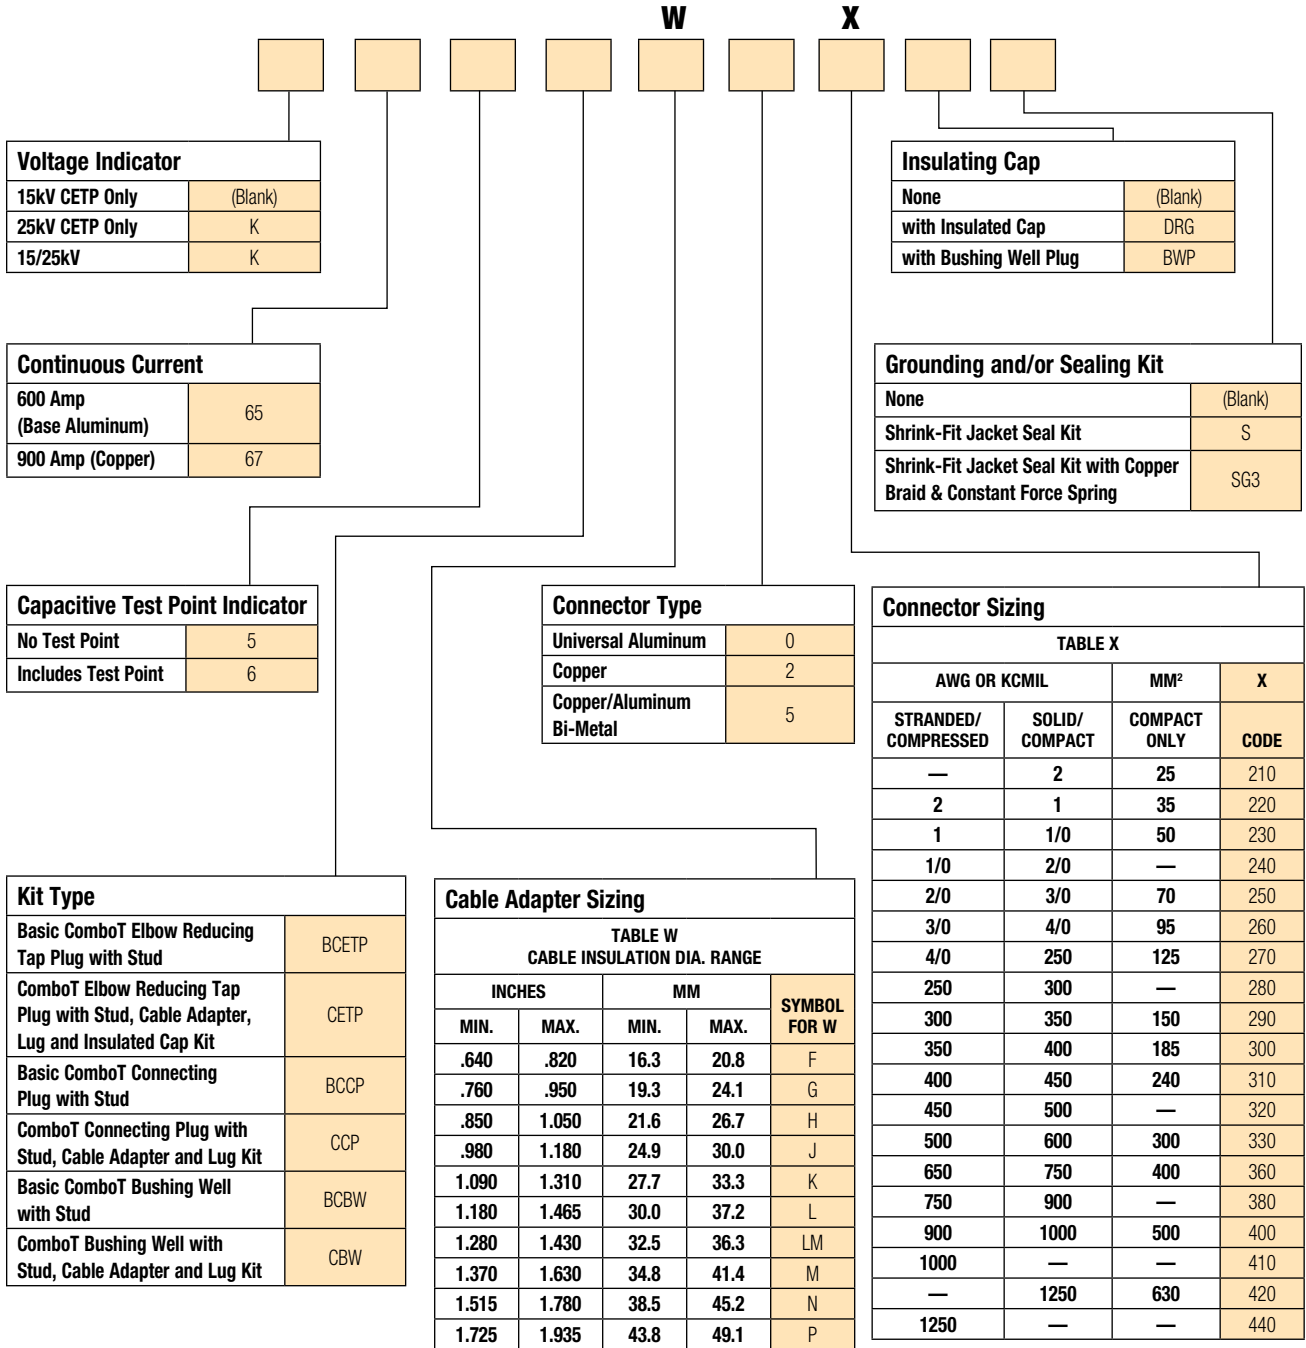 W X
Voltage Indicator
15kV CETP Only (Blank)
25kV CETP Only K
15/25kV K
Insulating Cap
None (Blank)
with Insulated Cap DRG
with Bushing Well Plug BWP
Continuous Current
600 Amp
(Base Aluminum) 65
900 Amp (Copper) 67
Grounding and/or Sealing Kit
None (Blank)
Shrink-Fit Jacket Seal Kit S
Shrink-Fit Jacket Seal Kit with Copper
Braid & Constant Force Spring SG3
Capacitive Test Point Indicator
No Test Point 5
Includes Test Point 6
Connector Type
Universal Aluminum 0
Copper 2
Copper/Aluminum
Bi-Metal 5
Connector Sizing
TABLE X
AWG OR KCMIL MM² X
STRANDED/ SOLID/ COMPACT
COMPRESSED COMPACT ONLY CODE
— 2 25 210
2 1 35 220
1 1/0 50 230
1/0 2/0 — 240
2/0 3/0 70 250
3/0 4/0 95 260
4/0 250 125 270
250 300 — 280
300 350 150 290
350 400 185 300
400 450 240 310
450 500 — 320
500 600 300 330
650 750 400 360
750 900 — 380
900 1000 500 400
1000 — — 410
— 1250 630 420
1250 — — 440
Kit Type
Basic ComboT Elbow Reducing
Tap Plug with Stud BCETP
ComboT Elbow Reducing Tap
Plug with Stud, Cable Adapter, CETP
Lug and Insulated Cap Kit
Basic ComboT Connecting
Plug with Stud BCCP
ComboT Connecting Plug with
Stud, Cable Adapter and Lug Kit CCP
Basic ComboT Bushing Well
with Stud BCBW
ComboT Bushing Well with
Stud, Cable Adapter and Lug Kit CBW
Cable Adapter Sizing
TABLE W
CABLE INSULATION DIA. RANGE
INCHES MM SYMBOL
MIN. MAX. MIN. MAX. FOR W
.640 .820 16.3 20.8 F
.760 .950 19.3 24.1 G
.850 1.050 21.6 26.7 H
.980 1.180 24.9 30.0 J
1.090 1.310 27.7 33.3 K
1.180 1.465 30.0 37.2 L
1.280 1.430 32.5 36.3 LM
1.370 1.630 34.8 41.4 M
1.515 1.780 38.5 45.2 N
1.725 1.935 43.8 49.1 P